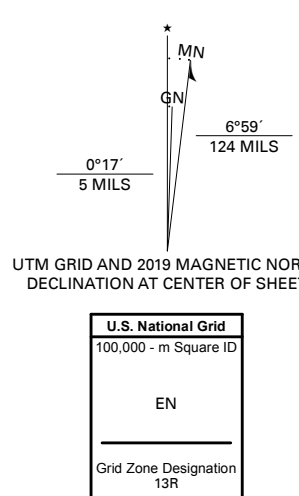 ★
MN
GN
6°59´
124 MILS
0°17´
5 MILS
UTM GRID AND 2019 MAGNETIC NOR
DECLINATION AT CENTER OF SHEET
U.S. National Grid
100,000 - m Square ID
EN
Grid Zone Designation
13R